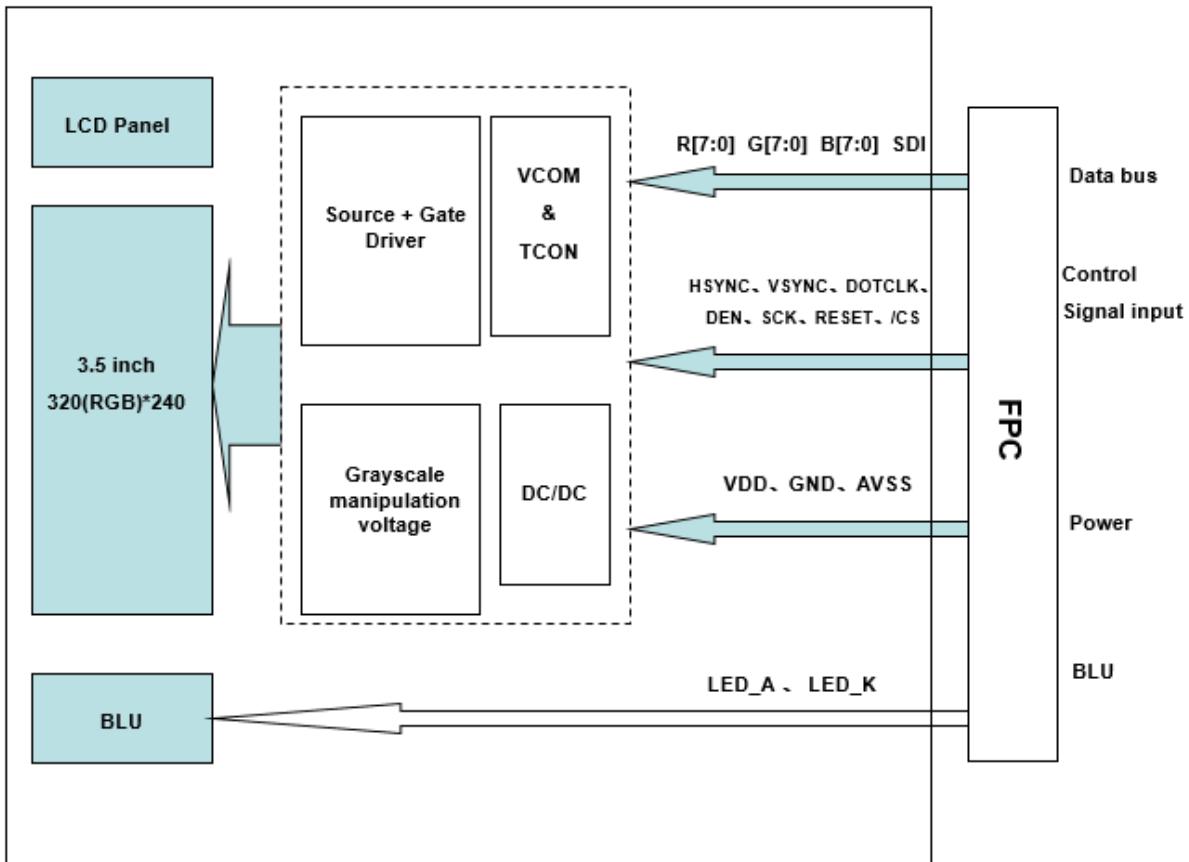 LCD Panel
3.5 inch
320(RGB)*240
BLU
Source + Gate
Driver
VCOM
&
TCON
Grayscale
manipulation
voltage
DC/DC
R[7:0] G[7:0] B[7:0] SDI
HSYNC、VSYNC、DOTCLK、
DEN、SCK、RESET、/CS
VDD、GND、AVSS
LED_A 、 LED_K
FPC
Data bus
Control
Signal input
Power
BLU